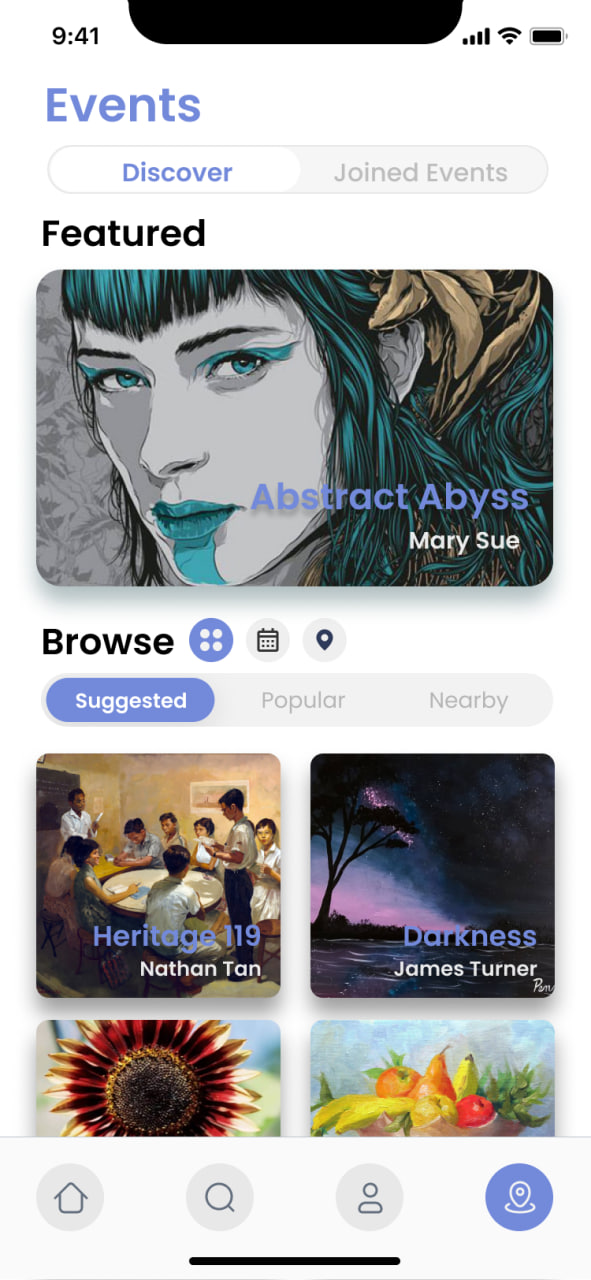 9:41
Events
Discover Joined Events
Featured
Abstract Abyss
Mary Sue
Browse
Suggested Popular Nearby
Heritage 119 Darkness
Nathan Tan James Turner